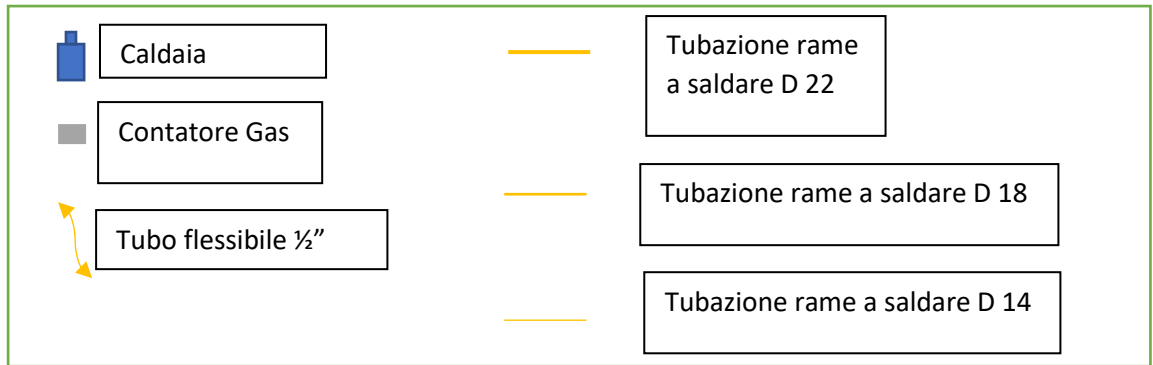 Caldaia
Contatore Gas
Tubo flessibile ½”
Tubazione rame
a saldare D 22
Tubazione rame a saldare D 18
Tubazione rame a saldare D 14